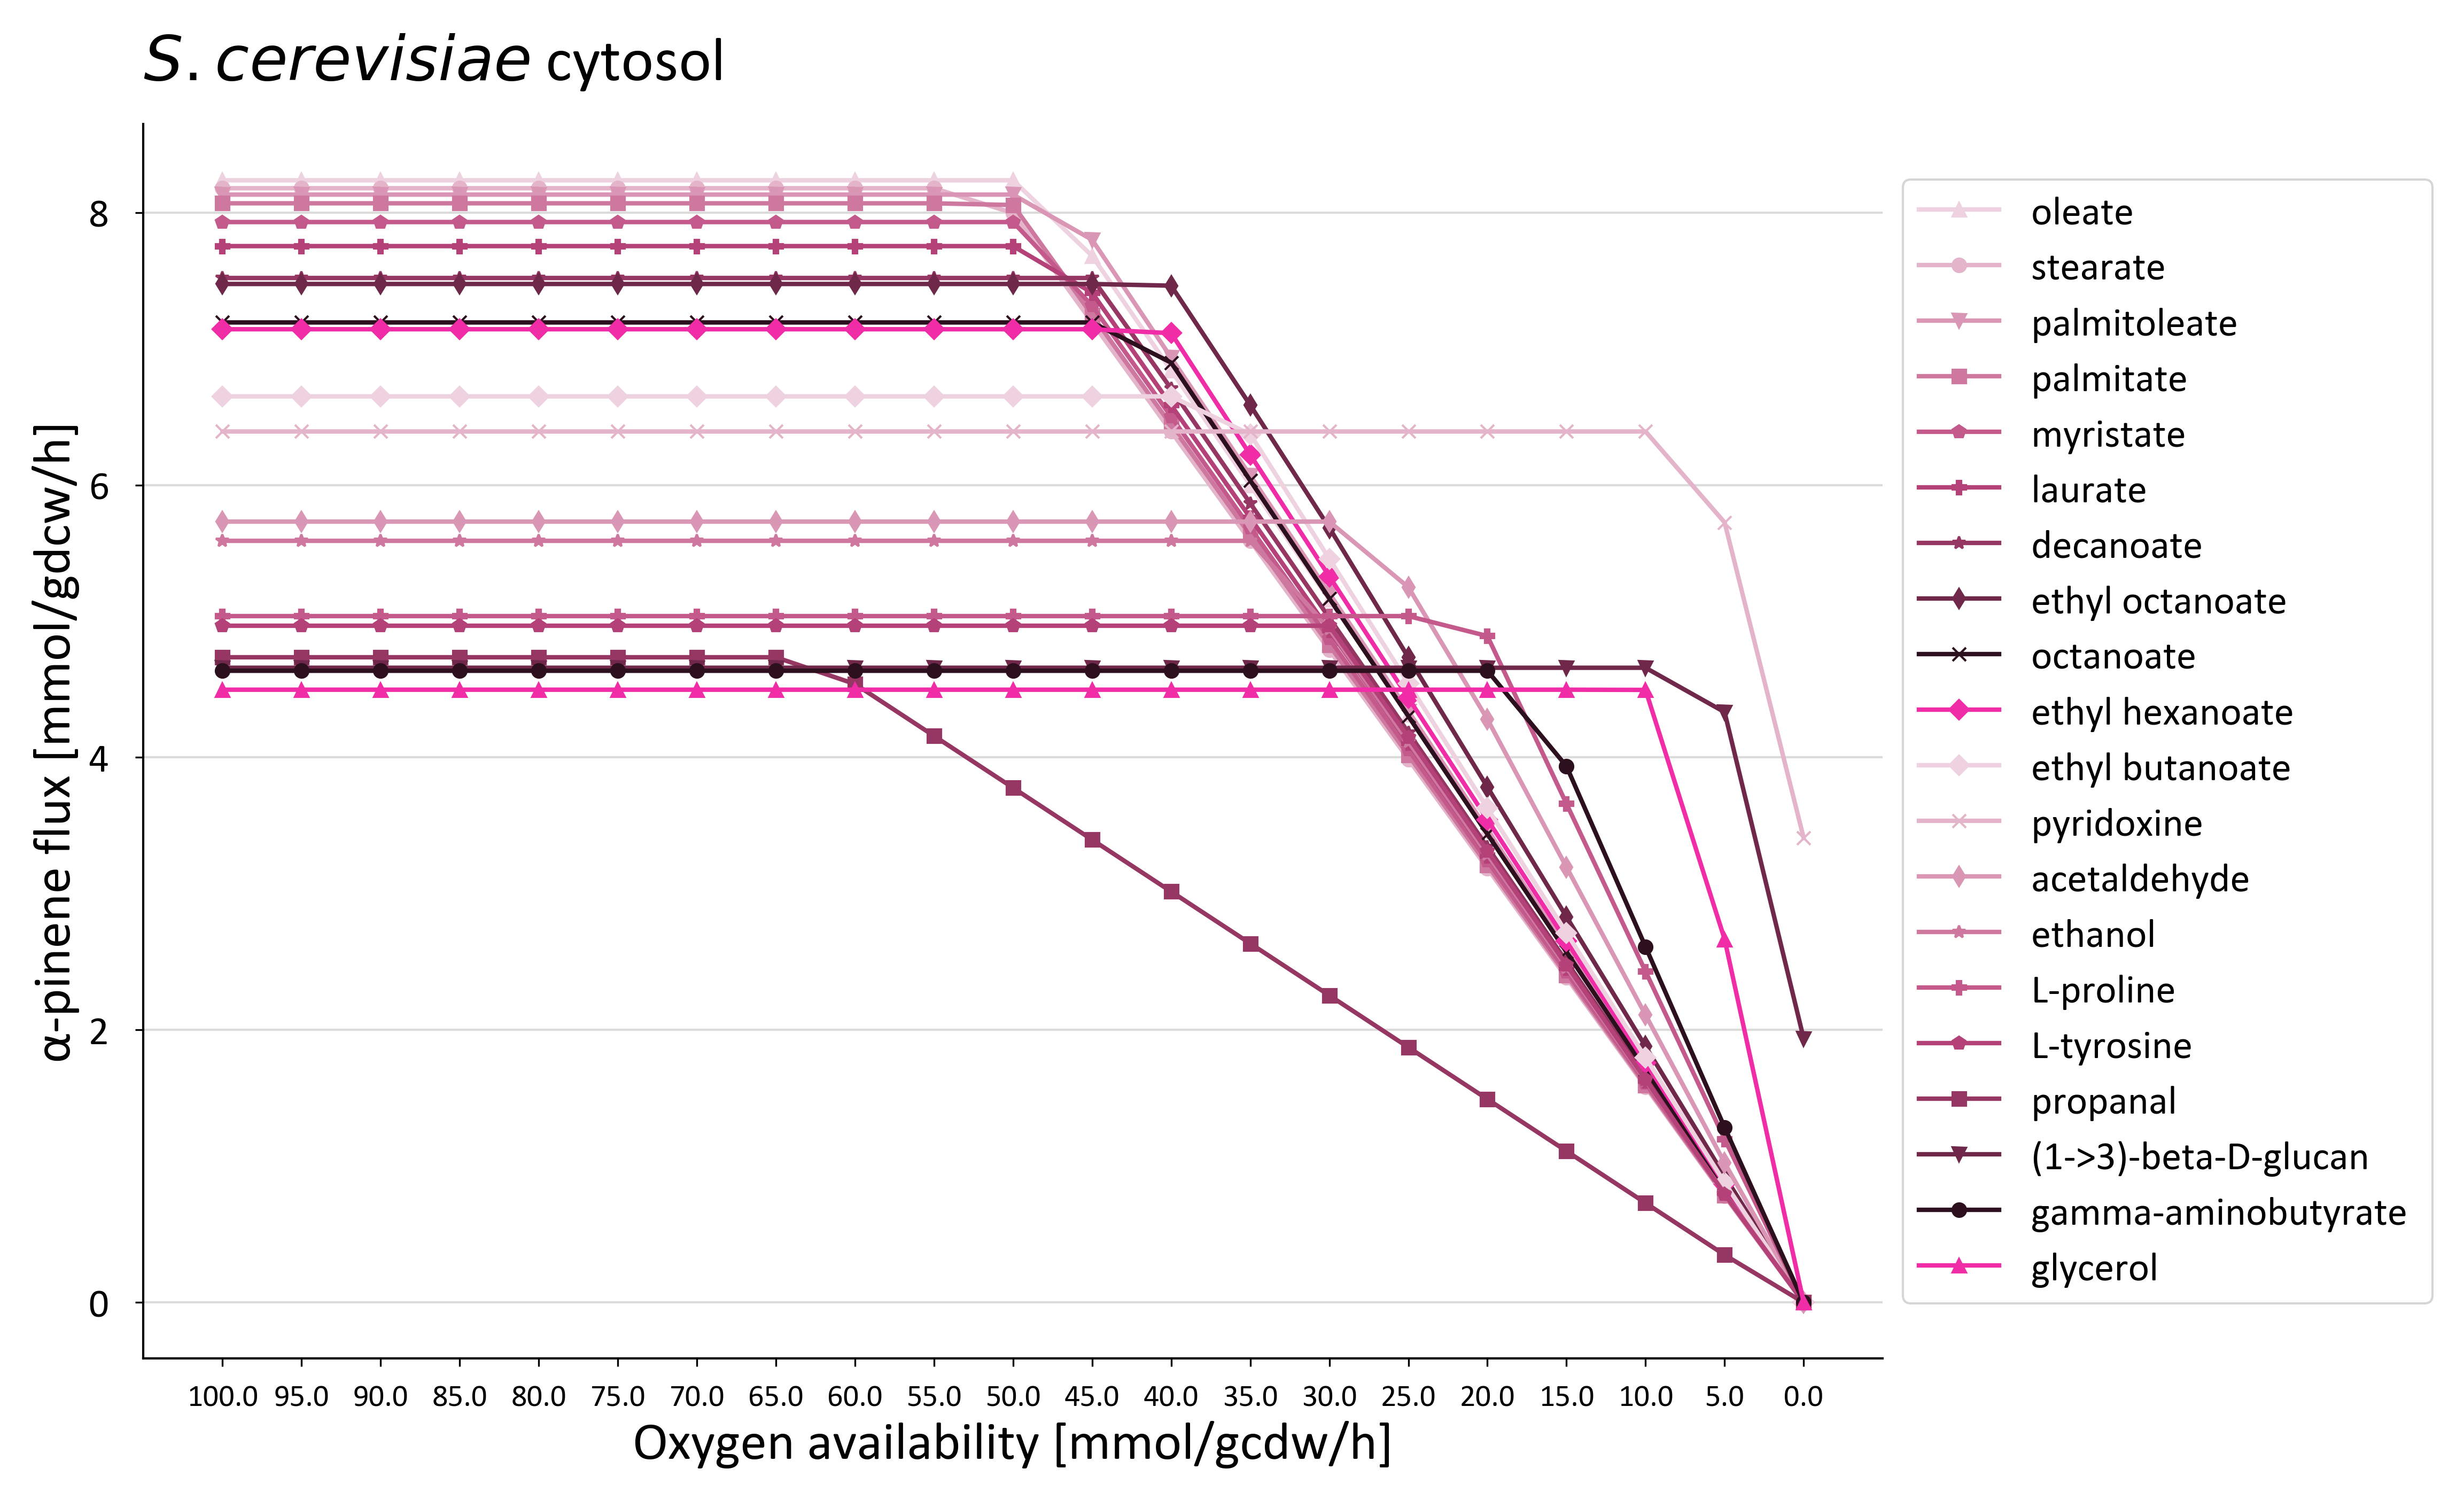 S. cerevisiae cytosol
α-pinene flux [mmol/gdcw/h]
8
6
4
2
0
100.0 95.0 90.0 85.0 80.0 75.0 70.0 65.0 60.0 55.0 50.0 45.0 40.0 35.0 30.0 25.0 20.0 15.0 10.0 5.0 0.0
Oxygen availability [mmol/gcdw/h]
oleate
stearate
palmitoleate
palmitate
myristate
laurate
decanoate
ethyl octanoate
octanoate
ethyl hexanoate
ethyl butanoate
pyridoxine
acetaldehyde
ethanol
L-proline
L-tyrosine
propanal
(1->3)-beta-D-glucan
gamma-aminobutyrate
glycerol